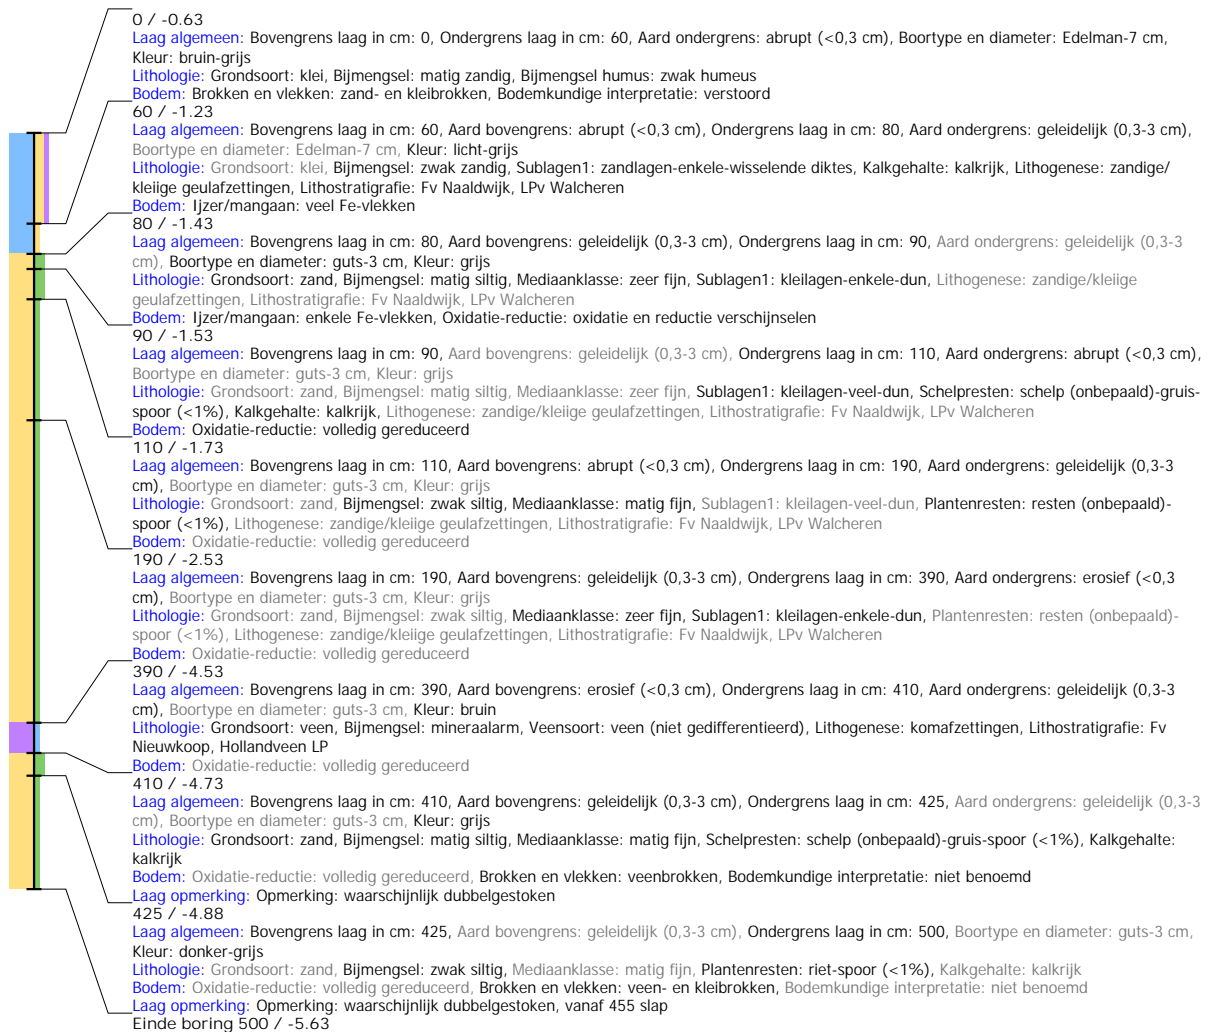 0 / -0.63
Laag algemeen: Bovengrens laag in cm: 0, Ondergrens laag in cm: 60, Aard ondergrens: abrupt (<0,3 cm), Boortype en diameter: Edelman-7 cm,
Kleur: bruin-grijs
Lithologie: Grondsoort: klei, Bijmengsel: matig zandig, Bijmengsel humus: zwak humeus
Bodem: Brokken en vlekken: zand- en kleibrokken, Bodemkundige interpretatie: verstoord
60 / -1.23
Laag algemeen: Bovengrens laag in cm: 60, Aard bovengrens: abrupt (<0,3 cm), Ondergrens laag in cm: 80, Aard ondergrens: geleidelijk (0,3-3 cm),
Boortype en diameter: Edelman-7 cm, Kleur: licht-grijs
Lithologie: Grondsoort: klei, Bijmengsel: zwak zandig, Sublagen1: zandlagen-enkele-wisselende diktes, Kalkgehalte: kalkrijk, Lithogenese: zandige/
kleiige geulafzettingen, Lithostratigrafie: Fv Naaldwijk, LPv Walcheren
Bodem: Ijzer/mangaan: veel Fe-vlekken
80 / -1.43
Laag algemeen: Bovengrens laag in cm: 80, Aard bovengrens: geleidelijk (0,3-3 cm), Ondergrens laag in cm: 90, Aard ondergrens: geleidelijk (0,3-3
cm), Boortype en diameter: guts-3 cm, Kleur: grijs
Lithologie: Grondsoort: zand, Bijmengsel: matig siltig, Mediaanklasse: zeer fijn, Sublagen1: kleilagen-enkele-dun, Lithogenese: zandige/kleiige
geulafzettingen, Lithostratigrafie: Fv Naaldwijk, LPv Walcheren
Bodem: Ijzer/mangaan: enkele Fe-vlekken, Oxidatie-reductie: oxidatie en reductie verschijnselen
90 / -1.53
Laag algemeen: Bovengrens laag in cm: 90, Aard bovengrens: geleidelijk (0,3-3 cm), Ondergrens laag in cm: 110, Aard ondergrens: abrupt (<0,3 cm),
Boortype en diameter: guts-3 cm, Kleur: grijs
Lithologie: Grondsoort: zand, Bijmengsel: matig siltig, Mediaanklasse: zeer fijn, Sublagen1: kleilagen-veel-dun, Schelpresten: schelp (onbepaald)-gruis-
spoor (<1%), Kalkgehalte: kalkrijk, Lithogenese: zandige/kleiige geulafzettingen, Lithostratigrafie: Fv Naaldwijk, LPv Walcheren
Bodem: Oxidatie-reductie: volledig gereduceerd
110 / -1.73
Laag algemeen: Bovengrens laag in cm: 110, Aard bovengrens: abrupt (<0,3 cm), Ondergrens laag in cm: 190, Aard ondergrens: geleidelijk (0,3-3
cm), Boortype en diameter: guts-3 cm, Kleur: grijs
Lithologie: Grondsoort: zand, Bijmengsel: zwak siltig, Mediaanklasse: matig fijn, Sublagen1: kleilagen-veel-dun, Plantenresten: resten (onbepaald)-
spoor (<1%), Lithogenese: zandige/kleiige geulafzettingen, Lithostratigrafie: Fv Naaldwijk, LPv Walcheren
Bodem: Oxidatie-reductie: volledig gereduceerd
190 / -2.53
Laag algemeen: Bovengrens laag in cm: 190, Aard bovengrens: geleidelijk (0,3-3 cm), Ondergrens laag in cm: 390, Aard ondergrens: erosief (<0,3
cm), Boortype en diameter: guts-3 cm, Kleur: grijs
Lithologie: Grondsoort: zand, Bijmengsel: zwak siltig, Mediaanklasse: zeer fijn, Sublagen1: kleilagen-enkele-dun, Plantenresten: resten (onbepaald)-
spoor (<1%), Lithogenese: zandige/kleiige geulafzettingen, Lithostratigrafie: Fv Naaldwijk, LPv Walcheren
Bodem: Oxidatie-reductie: volledig gereduceerd
390 / -4.53
Laag algemeen: Bovengrens laag in cm: 390, Aard bovengrens: erosief (<0,3 cm), Ondergrens laag in cm: 410, Aard ondergrens: geleidelijk (0,3-3
cm), Boortype en diameter: guts-3 cm, Kleur: bruin
Lithologie: Grondsoort: veen, Bijmengsel: mineraalarm, Veensoort: veen (niet gedifferentieerd), Lithogenese: komafzettingen, Lithostratigrafie: Fv
Nieuwkoop, Hollandveen LP
Bodem: Oxidatie-reductie: volledig gereduceerd
410 / -4.73
Laag algemeen: Bovengrens laag in cm: 410, Aard bovengrens: geleidelijk (0,3-3 cm), Ondergrens laag in cm: 425, Aard ondergrens: geleidelijk (0,3-3
cm), Boortype en diameter: guts-3 cm, Kleur: grijs
Lithologie: Grondsoort: zand, Bijmengsel: matig siltig, Mediaanklasse: matig fijn, Schelpresten: schelp (onbepaald)-gruis-spoor (<1%), Kalkgehalte:
kalkrijk
Bodem: Oxidatie-reductie: volledig gereduceerd, Brokken en vlekken: veenbrokken, Bodemkundige interpretatie: niet benoemd
Laag opmerking: Opmerking: waarschijnlijk dubbelgestoken
425 / -4.88
Laag algemeen: Bovengrens laag in cm: 425, Aard bovengrens: geleidelijk (0,3-3 cm), Ondergrens laag in cm: 500, Boortype en diameter: guts-3 cm,
Kleur: donker-grijs
Lithologie: Grondsoort: zand, Bijmengsel: zwak siltig, Mediaanklasse: matig fijn, Plantenresten: riet-spoor (<1%), Kalkgehalte: kalkrijk
Bodem: Oxidatie-reductie: volledig gereduceerd, Brokken en vlekken: veen- en kleibrokken, Bodemkundige interpretatie: niet benoemd
Laag opmerking: Opmerking: waarschijnlijk dubbelgestoken, vanaf 455 slap
Einde boring 500 / -5.63